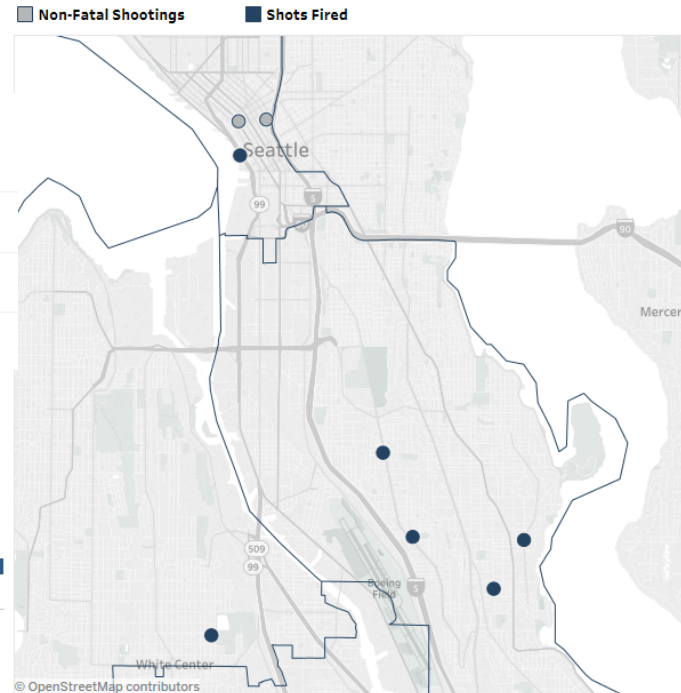 Non-Fatal Shootings
Shots Fired
Seattle
5
99
90
Mercer
509
99
Boeing
Field
5
White Center
© OpenStreetMap contributors